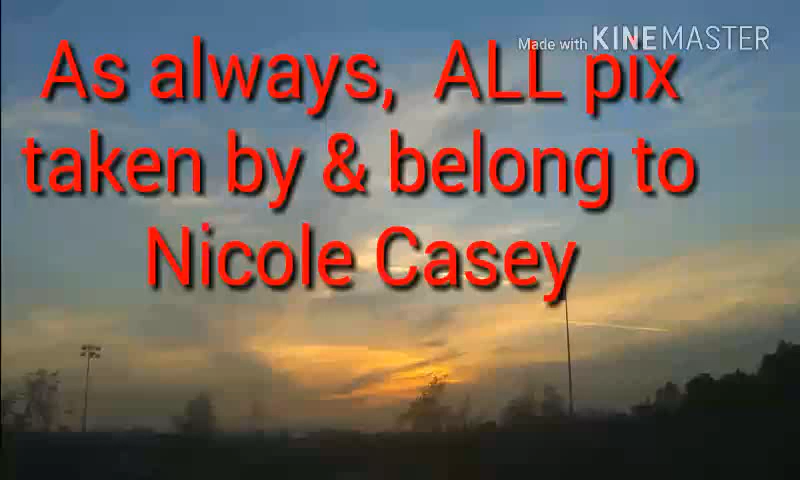 Made with KINEMASTER
As always, ALL pix
taken by & belong to
Nicole Casey